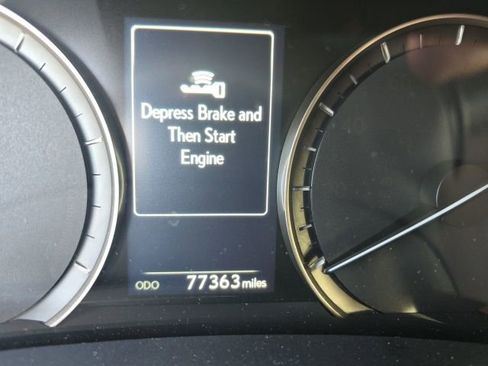 Depress Brake and
Then Start
Engine
ODO 77363 miles